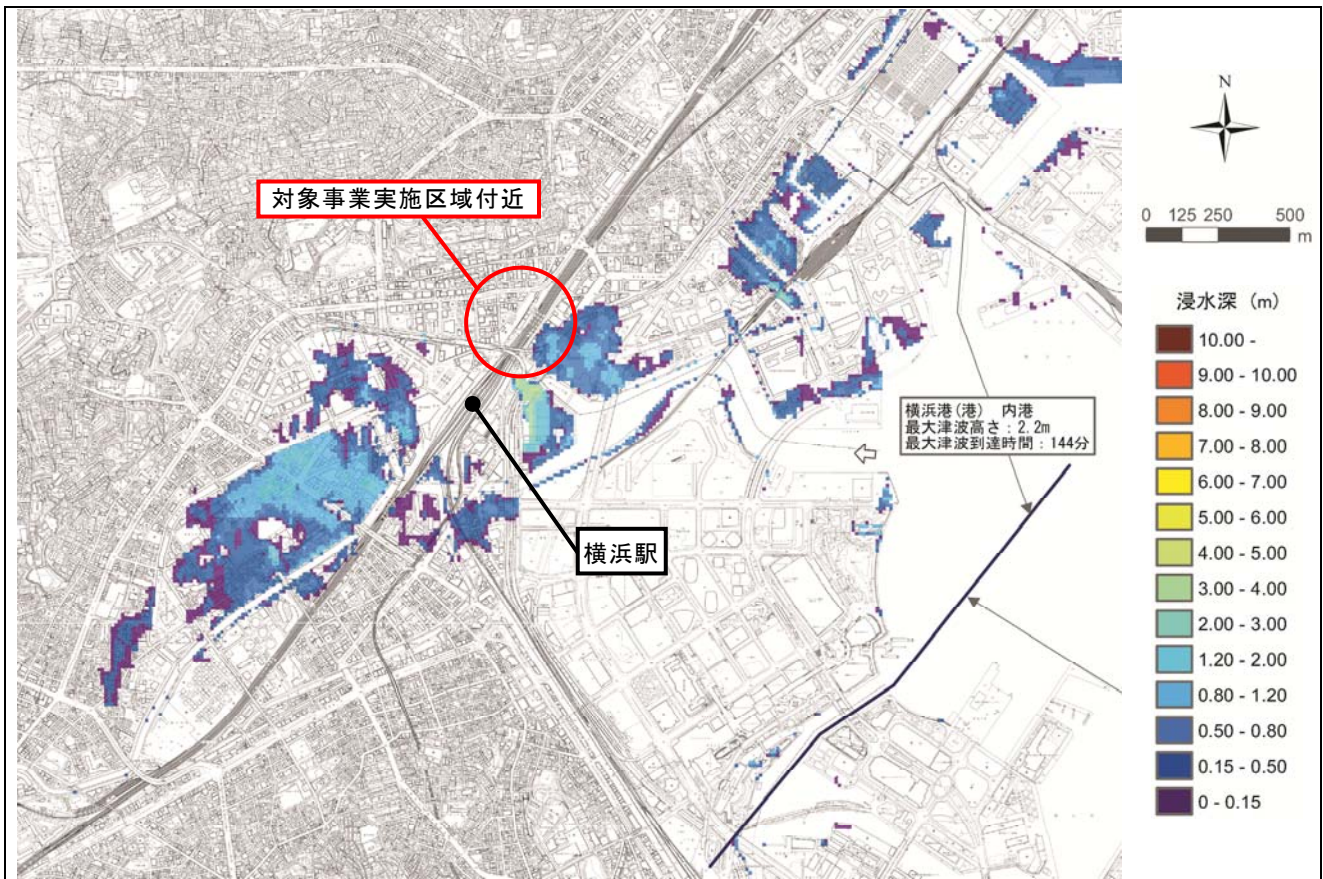 対象事業実施区域付近
横浜駅
横浜港(港) 内港
最大津波高さ：2.2m
最大津波到達時間：144分
N
0 125 250 500
m
浸水深 (m)
10.00 -
9.00 - 10.00
8.00 - 9.00
7.00 - 8.00
6.00 - 7.00
5.00 - 6.00
4.00 - 5.00
3.00 - 4.00
2.00 - 3.00
1.20 - 2.00
0.80 - 1.20
0.50 - 0.80
0.15 - 0.50
0 - 0.15